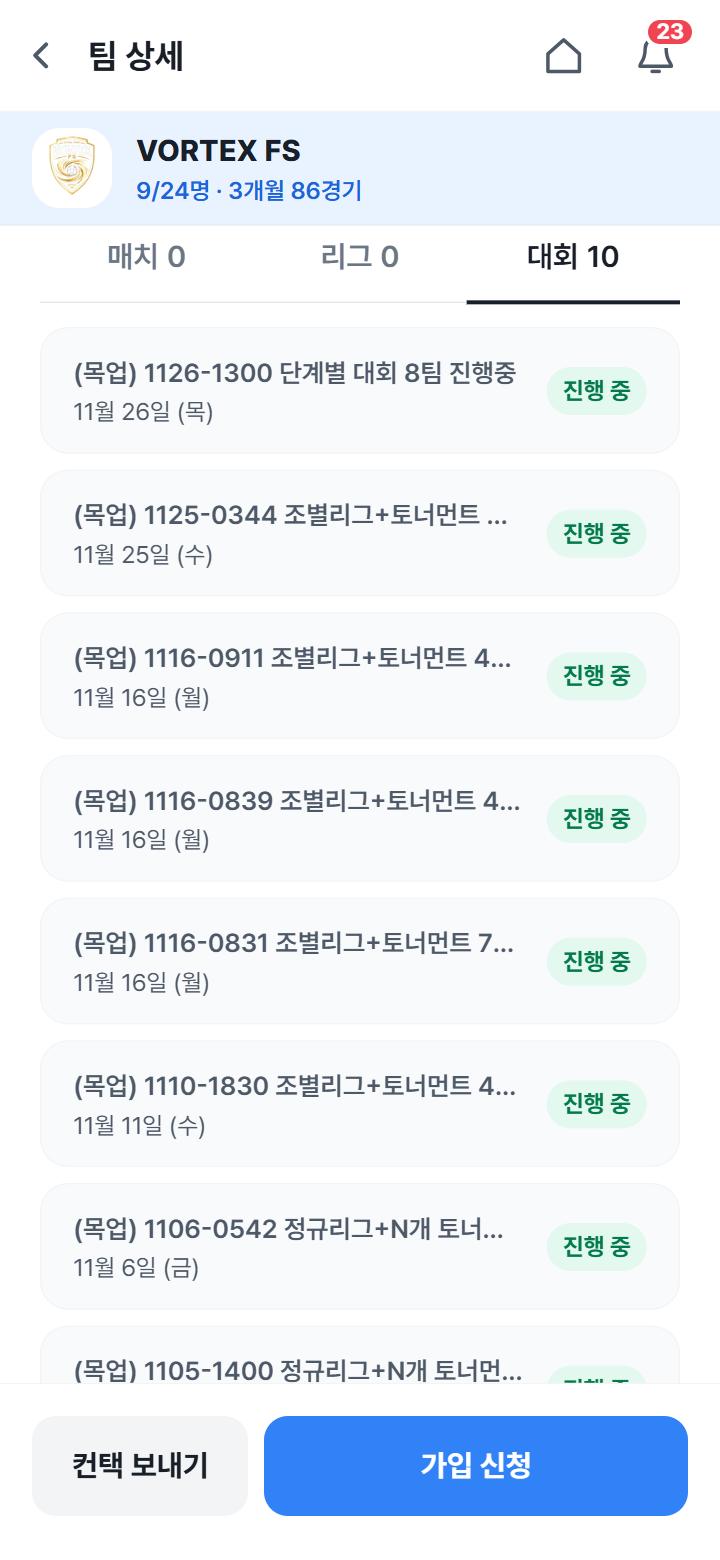 팀 상세
23
VORTEX FS
9/24명 · 3개월 86경기
매치 0
리그 0
대회 10
(목업) 1126-1300 단계별 대회 8팀 진행중
11월 26일 (목)
진행 중
(목업) 1125-0344 조별리그+토너먼트 ...
11월 25일 (수)
진행 중
(목업) 1116-0911 조별리그+토너먼트 4...
11월 16일 (월)
진행 중
(목업) 1116-0839 조별리그+토너먼트 4...
11월 16일 (월)
진행 중
(목업) 1116-0831 조별리그+토너먼트 7...
11월 16일 (월)
진행 중
(목업) 1110-1830 조별리그+토너먼트 4...
11월 11일 (수)
진행 중
(목업) 1106-0542 정규리그+N개 토너...
11월 6일 (금)
진행 중
(목업) 1105-1400 정규리그+N개 토너먼...
컨택 보내기
가입 신청